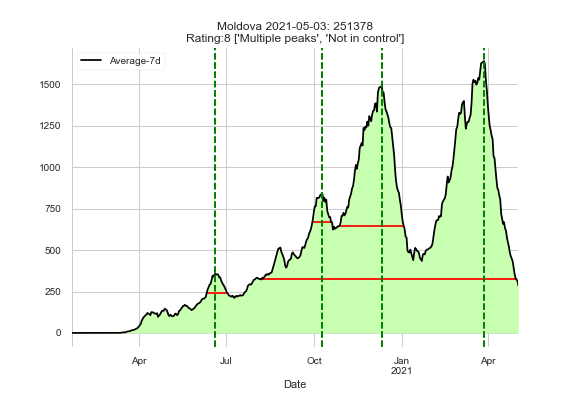 Moldova 2021-05-03: 251378
Rating:8 ['Multiple peaks', 'Not in control']
Average-7d
1500
1250
1000
750
500
250
0
Apr
Jul
Oct
Jan
2021
Apr
Date